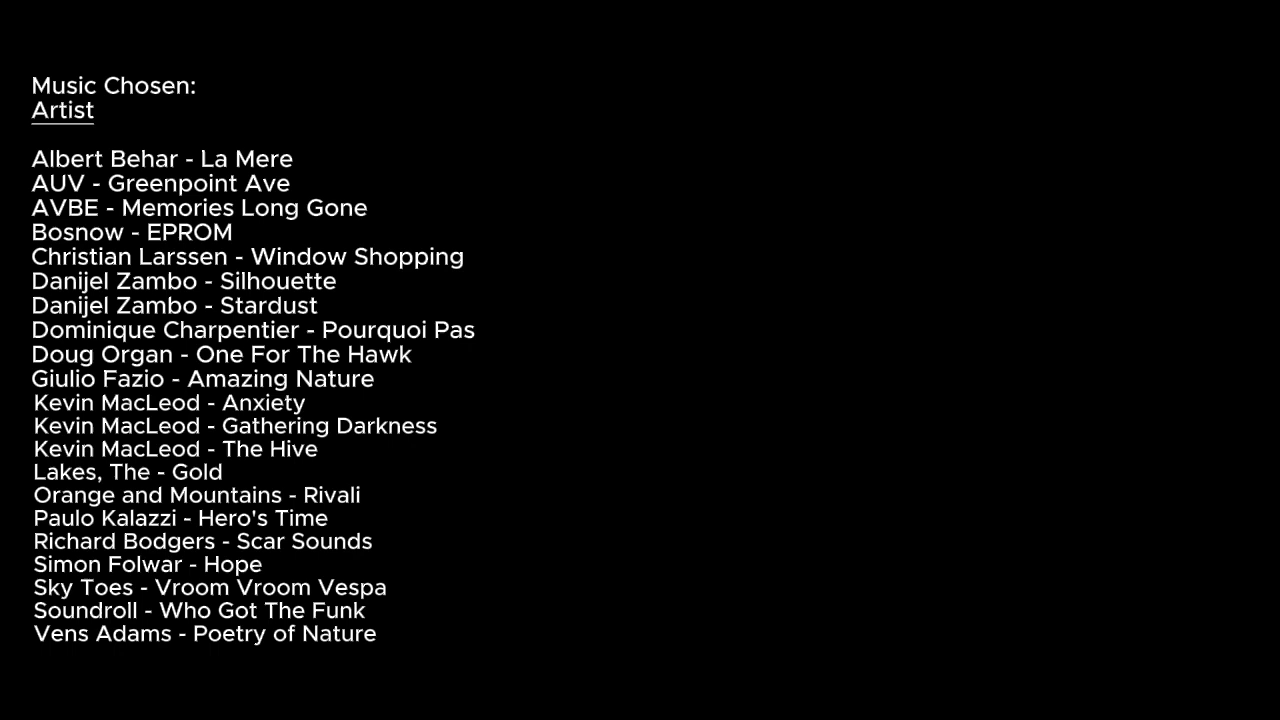 Music Chosen:
Artist
Albert Behar - La Mere
AUV - Greenpoint Ave
AVBE - Memories Long Gone
Bosnow - EPROM
Christian Larssen - Window Shopping
Danijel Zambo - Silhouette
Danijel Zambo - Stardust
Dominique Charpentier - Pourquoi Pas
Doug Organ - One For The Hawk
Giulio Fazio - Amazing Nature
Kevin MacLeod - Anxiety
Kevin MacLeod - Gathering Darkness
Kevin MacLeod - The Hive
Lakes, The - Gold
Orange and Mountains - Rivali
Paulo Kalazzi - Hero's Time
Richard Bodgers - Scar Sounds
Simon Folwar - Hope
Sky Toes - Vroom Vroom Vespa
Soundroll - Who Got The Funk
Vens Adams - Poetry of Nature